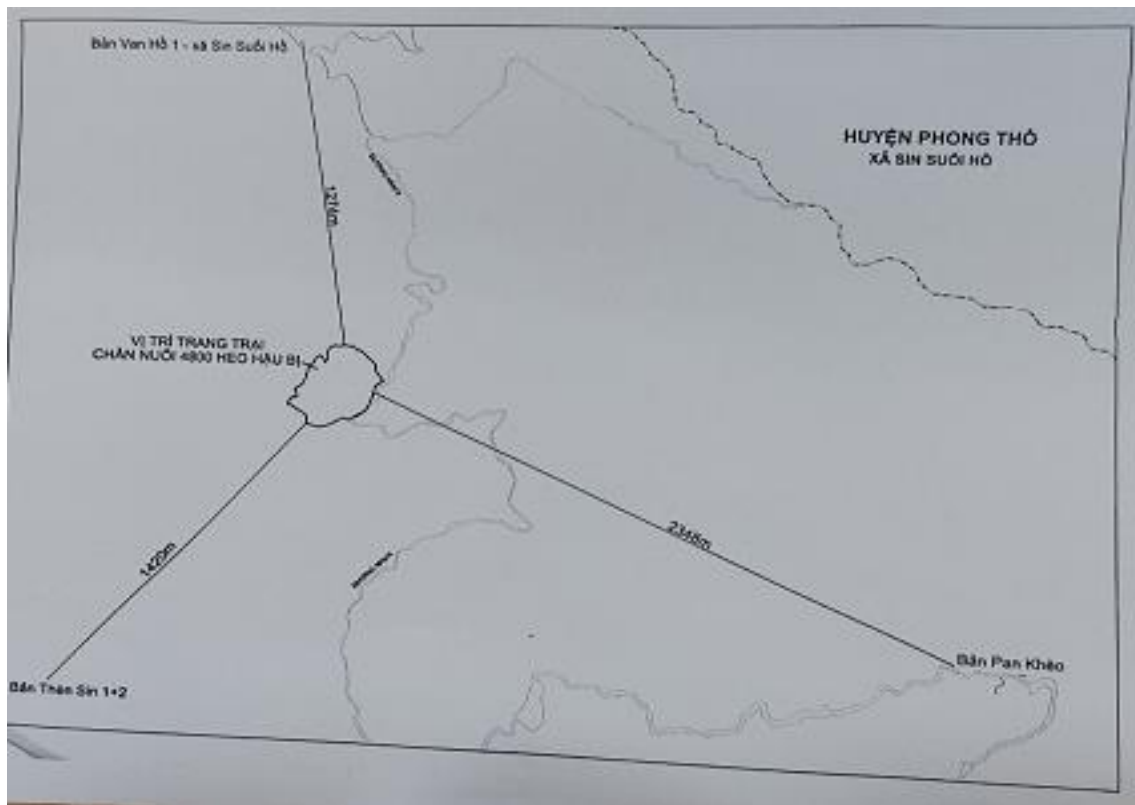 Bản Van Hồ 1 - xã Sin Suối Hồ
HUYỆN PHONG THỔ
XÃ SIN SUỐI HỒ
VỊ TRÍ TRANG TRẠI
CHĂN NUÔI 4800 HEO HẬU BỊ
1420m
2348m
Bản Pan Khèo
Bản Thèn Sin 1+2